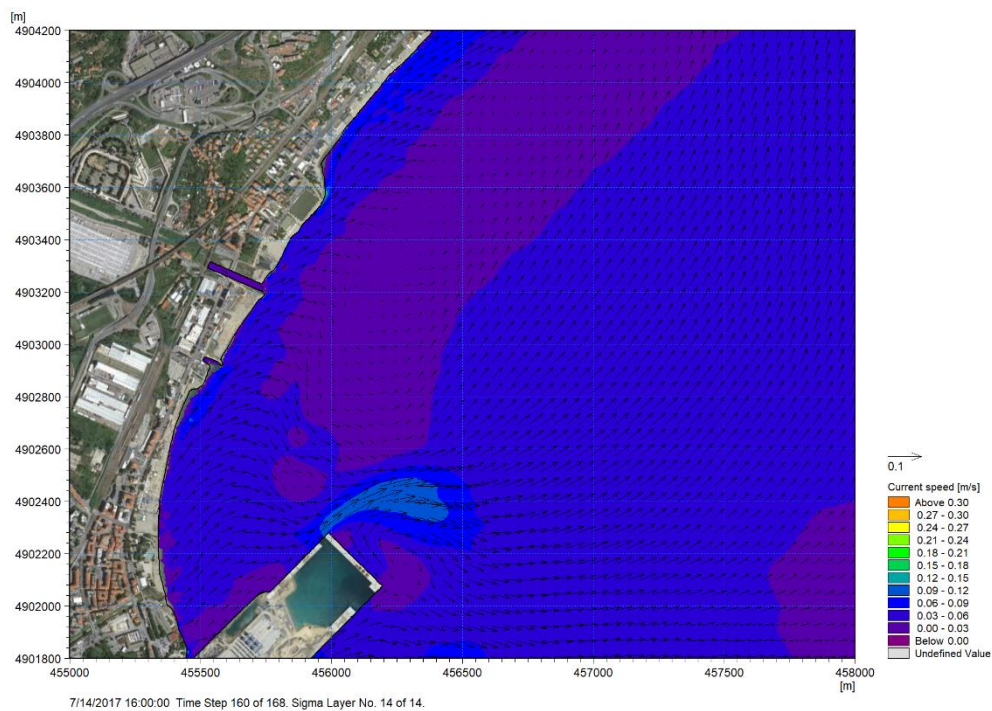 [m]
4904200
4904000
4903800
4903600
4903400
4903200
4903000
4902800
4902600
4902400
4902200
4902000
4901800
455000 455500 456000 456500 457000 457500 458000
[m]
0.1
Current speed [m/s]
Above 0.30
0.27 - 0.30
0.24 - 0.27
0.21 - 0.24
0.18 - 0.21
0.15 - 0.18
0.12 - 0.15
0.09 - 0.12
0.06 - 0.09
0.03 - 0.06
0.00 - 0.03
Below 0.00
Undefined Value
7/14/2017 16:00:00 Time Step 160 of 168. Sigma Layer No. 14 of 14.